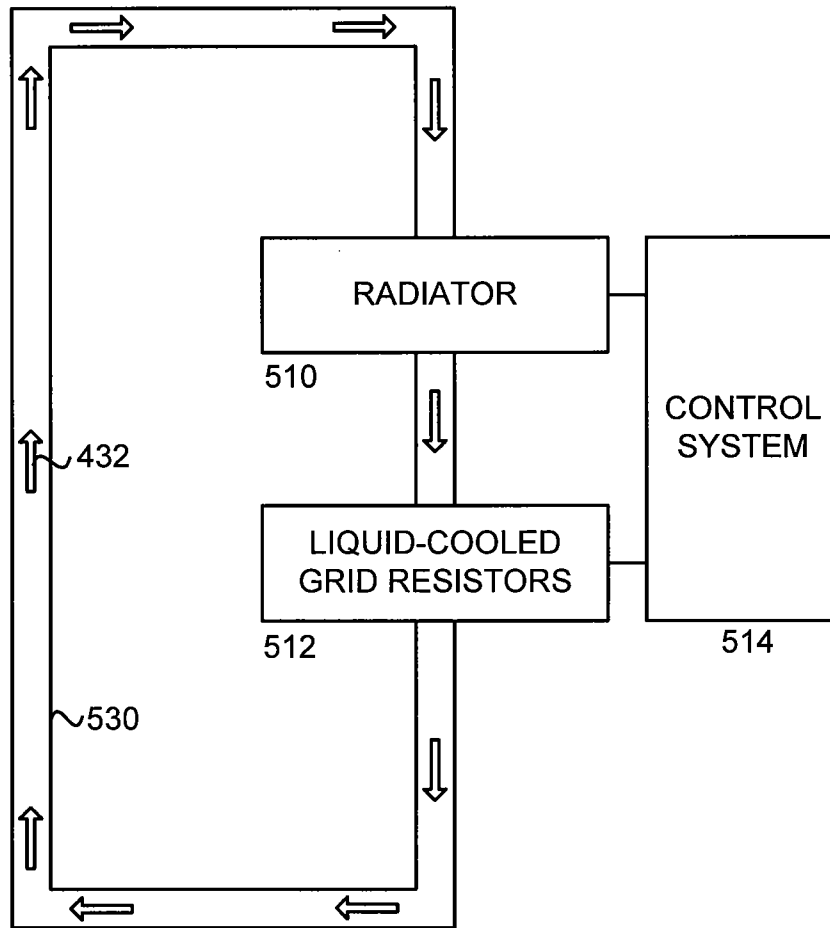 RADIATOR
510
CONTROL
SYSTEM
432
LIQUID-COOLED
GRID RESISTORS
512
514
530